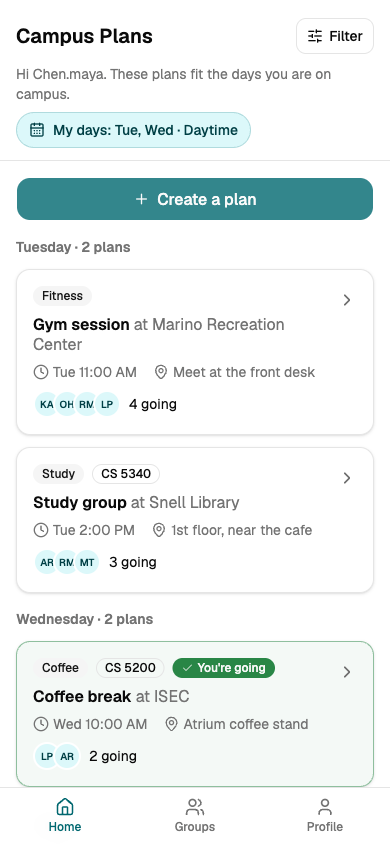 Campus Plans
Filter
Hi Chen.maya. These plans fit the days you are on
campus.
My days: Tue, Wed · Daytime
Create a plan
Tuesday · 2 plans
Fitness
Gym session at Marino Recreation
Center
Tue 11:00 AM Meet at the front desk
KA OH RM LP 4 going
Study CS 5340
Study group at Snell Library
Tue 2:00 PM 1st floor, near the cafe
AR RM MT 3 going
Wednesday · 2 plans
Coffee CS 5200 You're going
Coffee break at ISEC
Wed 10:00 AM Atrium coffee stand
LP AR 2 going
Home Groups Profile